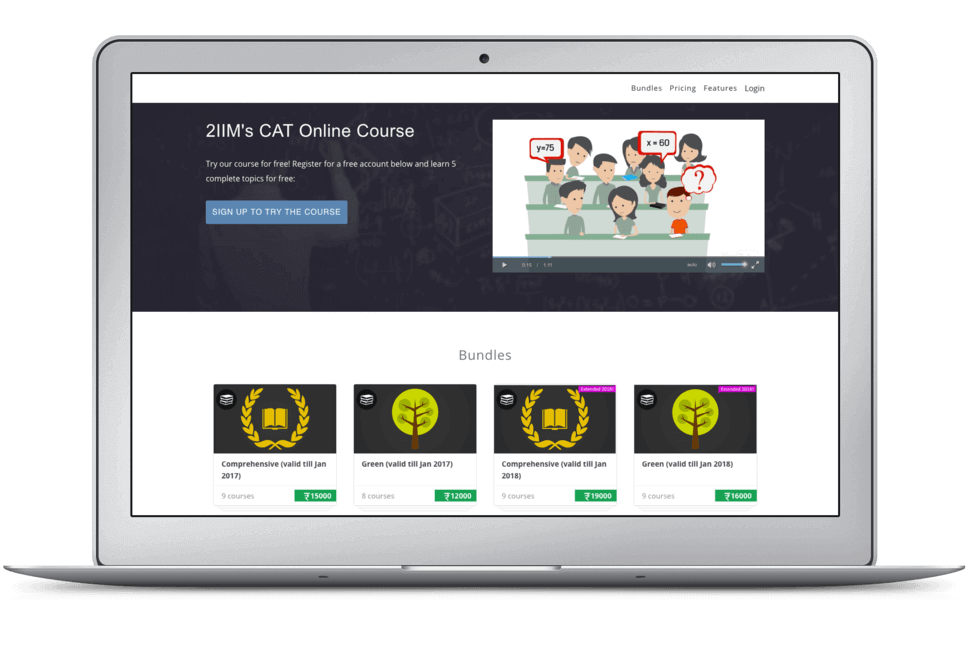 Bundles Pricing Features Login
2IIM's CAT Online Course
Try our course for free! Register for a free account below and learn 5
complete topics for free:
SIGN UP TO TRY THE COURSE
y=75
x = 60
?
0:15 / 1:11
auto
Bundles
Extended 2018!
Extended 2018!
Comprehensive (valid till Jan
2017)
9 courses
₹15000
Green (valid till Jan 2017)
8 courses
₹12000
Comprehensive (valid till Jan
2018)
9 courses
₹19000
Green (valid till Jan 2018)
9 courses
₹16000